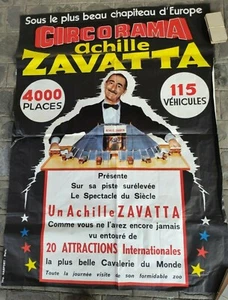 Sous le plus beau chapiteau d'Europe
CIRCORAMA
achille
ZAVATTA
4000
PLACES
115
VÉHICULES
Présente
Sur sa piste surélevée
Le Spectacle du Siècle
Un Achille ZAVATTA
Comme vous ne l'avez encore jamais
vu entouré de
20 ATTRACTIONS Internationales
la plus belle Cavalerie du Monde
Toute la journée visite de son formidable zoo